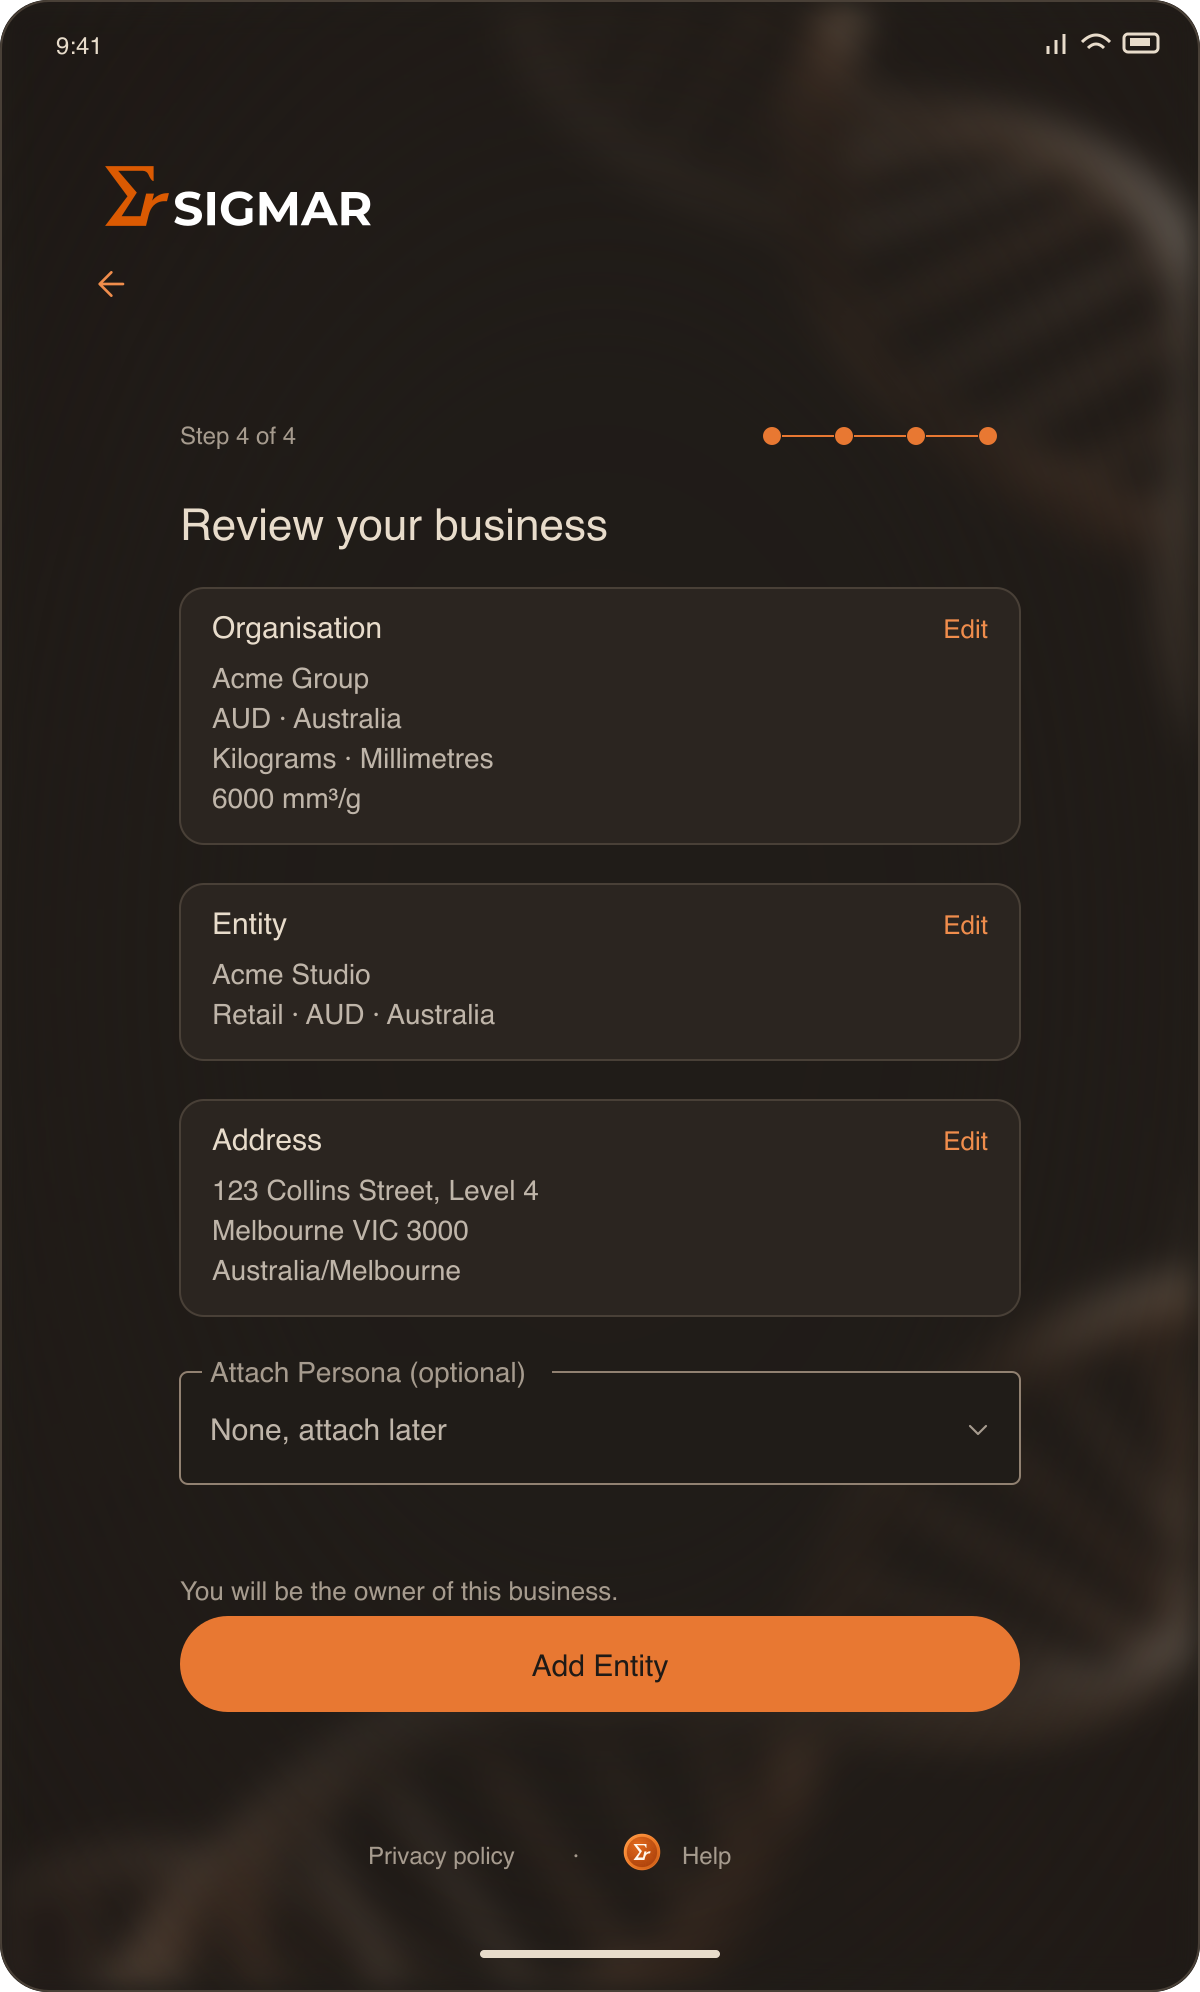 9:41
Σr SIGMAR
Step 4 of 4
Review your business
Organisation
Edit
Acme Group
AUD · Australia
Kilograms · Millimetres
6000 mm³/g
Entity
Edit
Acme Studio
Retail · AUD · Australia
Address
Edit
123 Collins Street, Level 4
Melbourne VIC 3000
Australia/Melbourne
Attach Persona (optional)
None, attach later
You will be the owner of this business.
Add Entity
Privacy policy · Σr Help